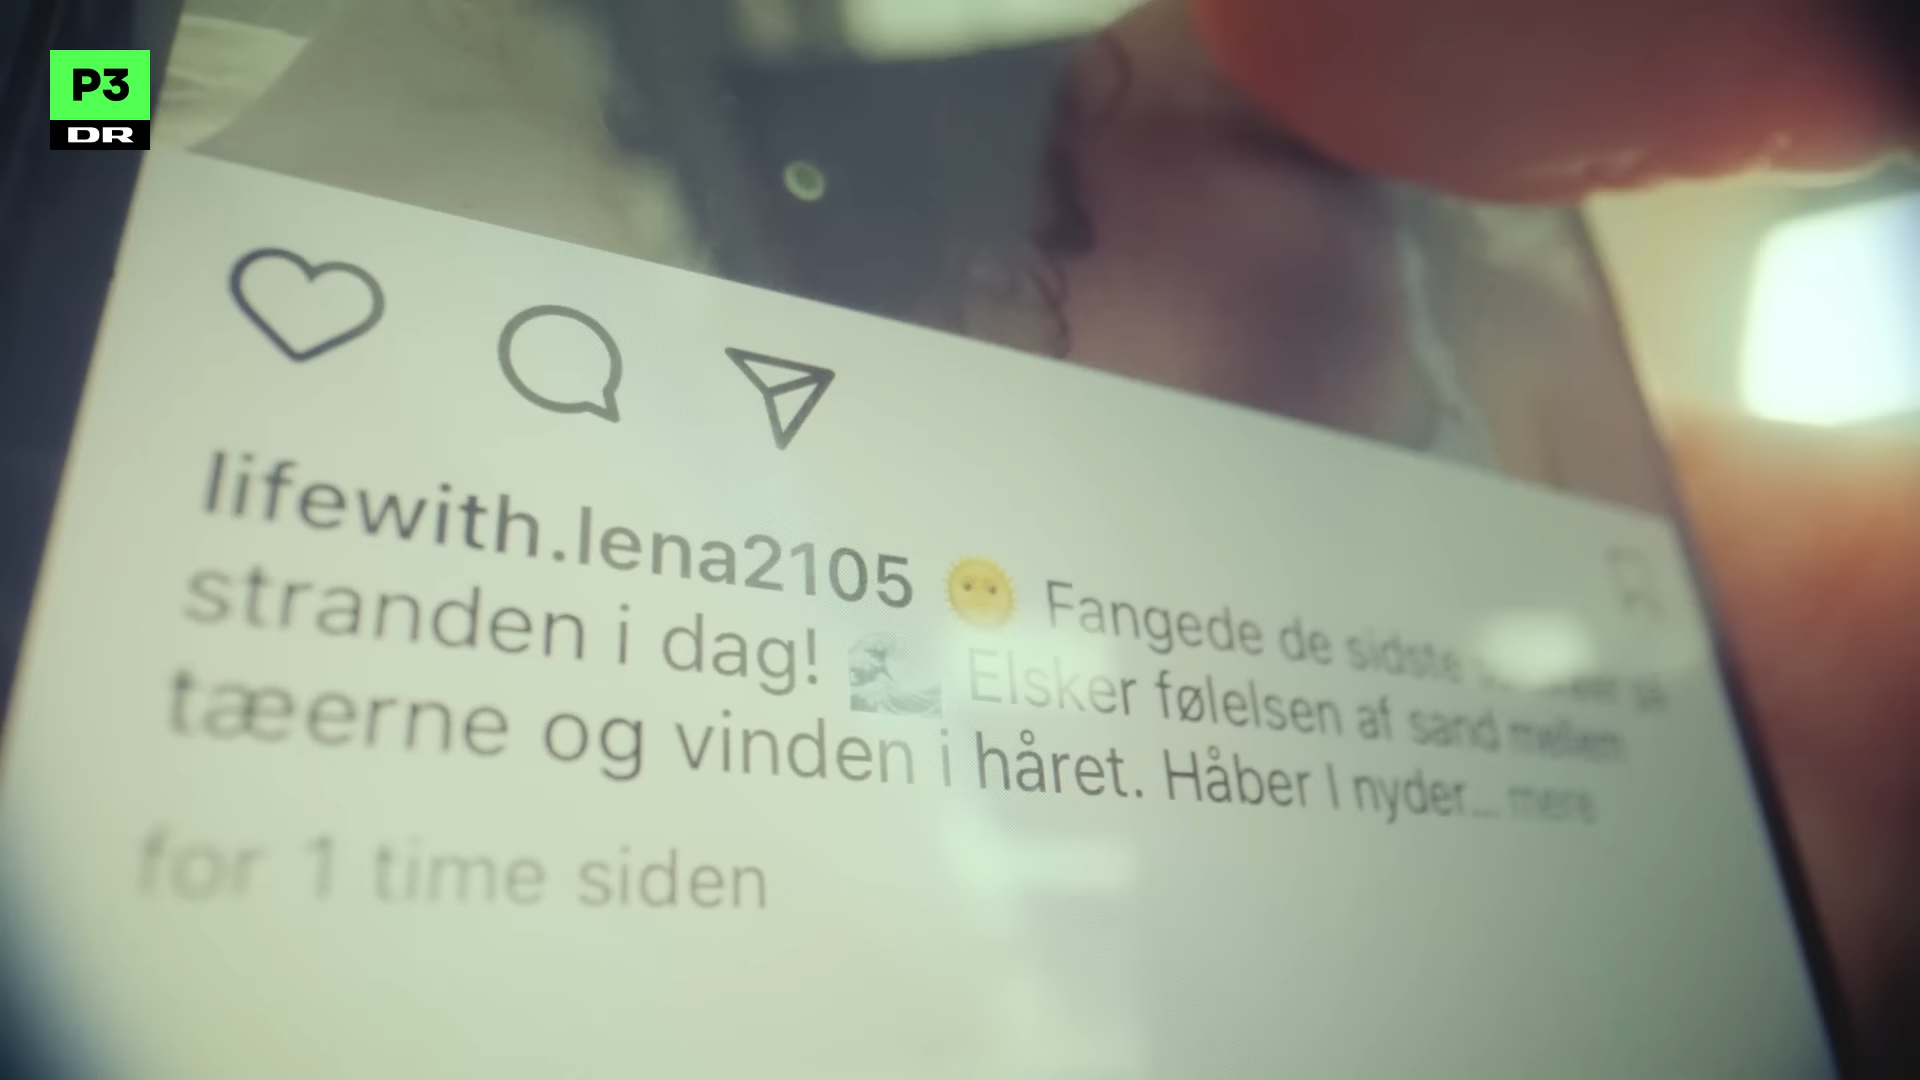 P3
DR
lifewith.lena2105 🌞 Fangede de sidste
stranden i dag! 🌊 Elsker følelsen af sand mellem
tæerne og vinden i håret. Håber I nyder... mere
for 1 time siden